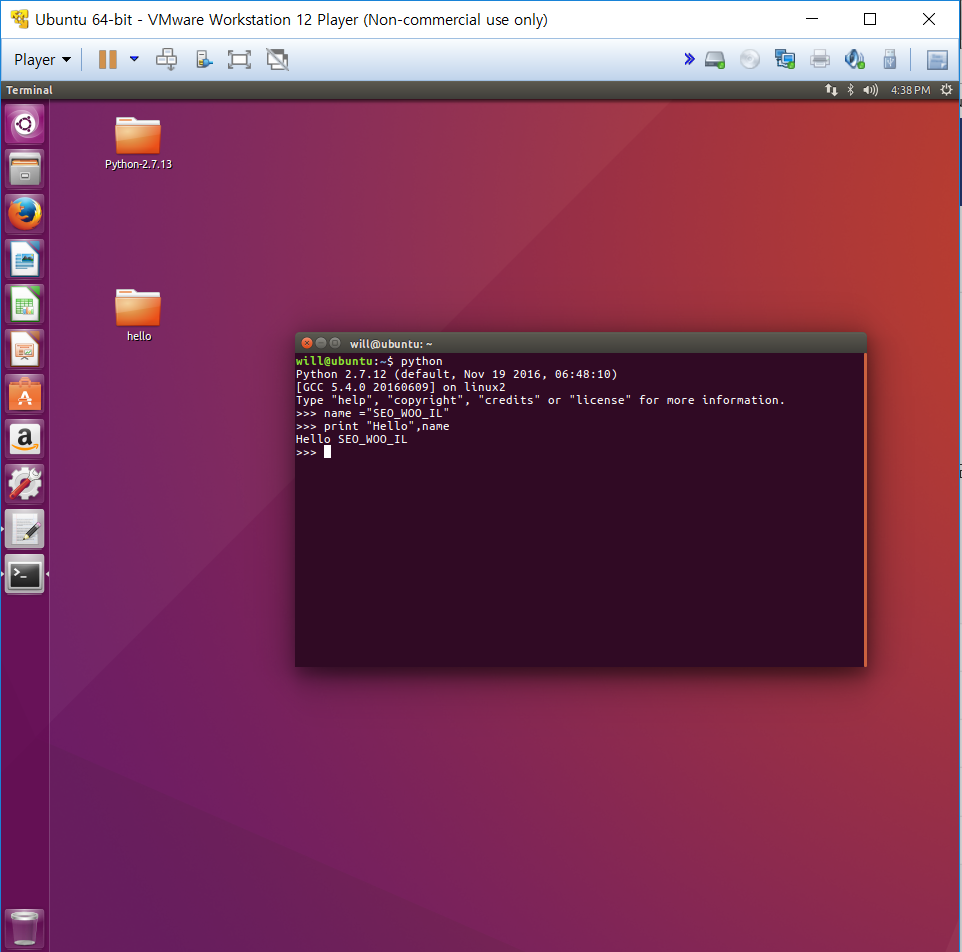 Ubuntu 64-bit - VMware Workstation 12 Player (Non-commercial use only)
Player
Terminal
4:38 PM
Python-2.7.13
hello
will@ubuntu: ~
will@ubuntu:~$ python
Python 2.7.12 (default, Nov 19 2016, 06:48:10)
[GCC 5.4.0 20160609] on linux2
Type "help", "copyright", "credits" or "license" for more information.
>>> name ="SEO_WOO_IL"
>>> print "Hello",name
Hello SEO_WOO_IL
>>>